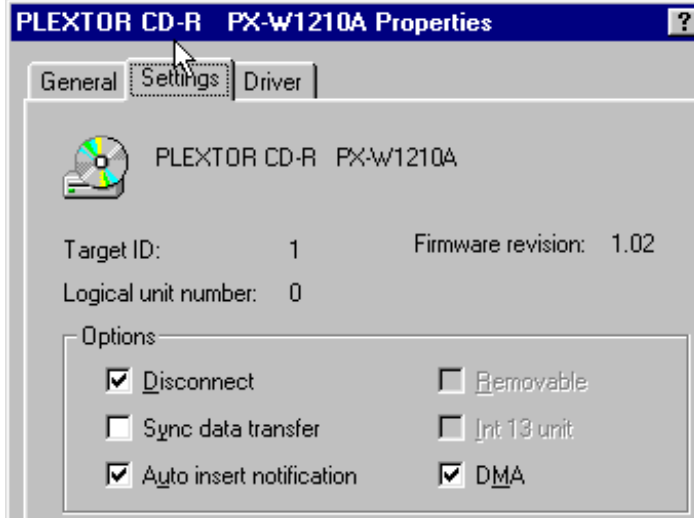 PLEXTOR CD-R PX-W1210A Properties ?
General Settings Driver
PLEXTOR CD-R PX-W1210A
Target ID: 1 Firmware revision: 1.02
Logical unit number: 0
Options
Disconnect Removable
Sync data transfer Int 13 unit
Auto insert notification DMA